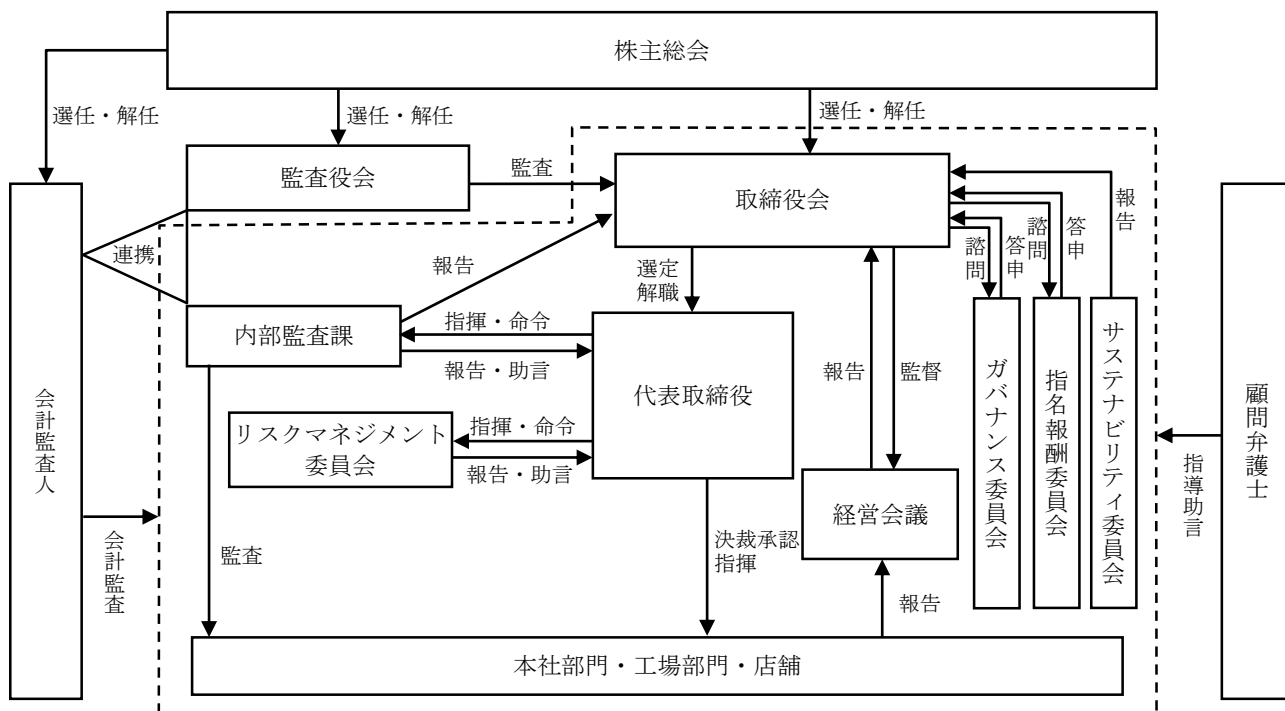 株主総会
選任・解任
選任・解任
選任・解任
監査役会
監査
取締役会
連携
報告
選定
解職
諮問
答申
諮問
答申
報告
内部監査課
指揮・命令
報告・助言
代表取締役
報告
監督
リスクマネジメント
委員会
指揮・命令
報告・助言
経営会議
ガバナンス委員会
指名報酬委員会
サステナビリティ委員会
会計監査人
会計監査
顧問弁護士
指導助言
監査
決裁承認
指揮
報告
本社部門・工場部門・店舗